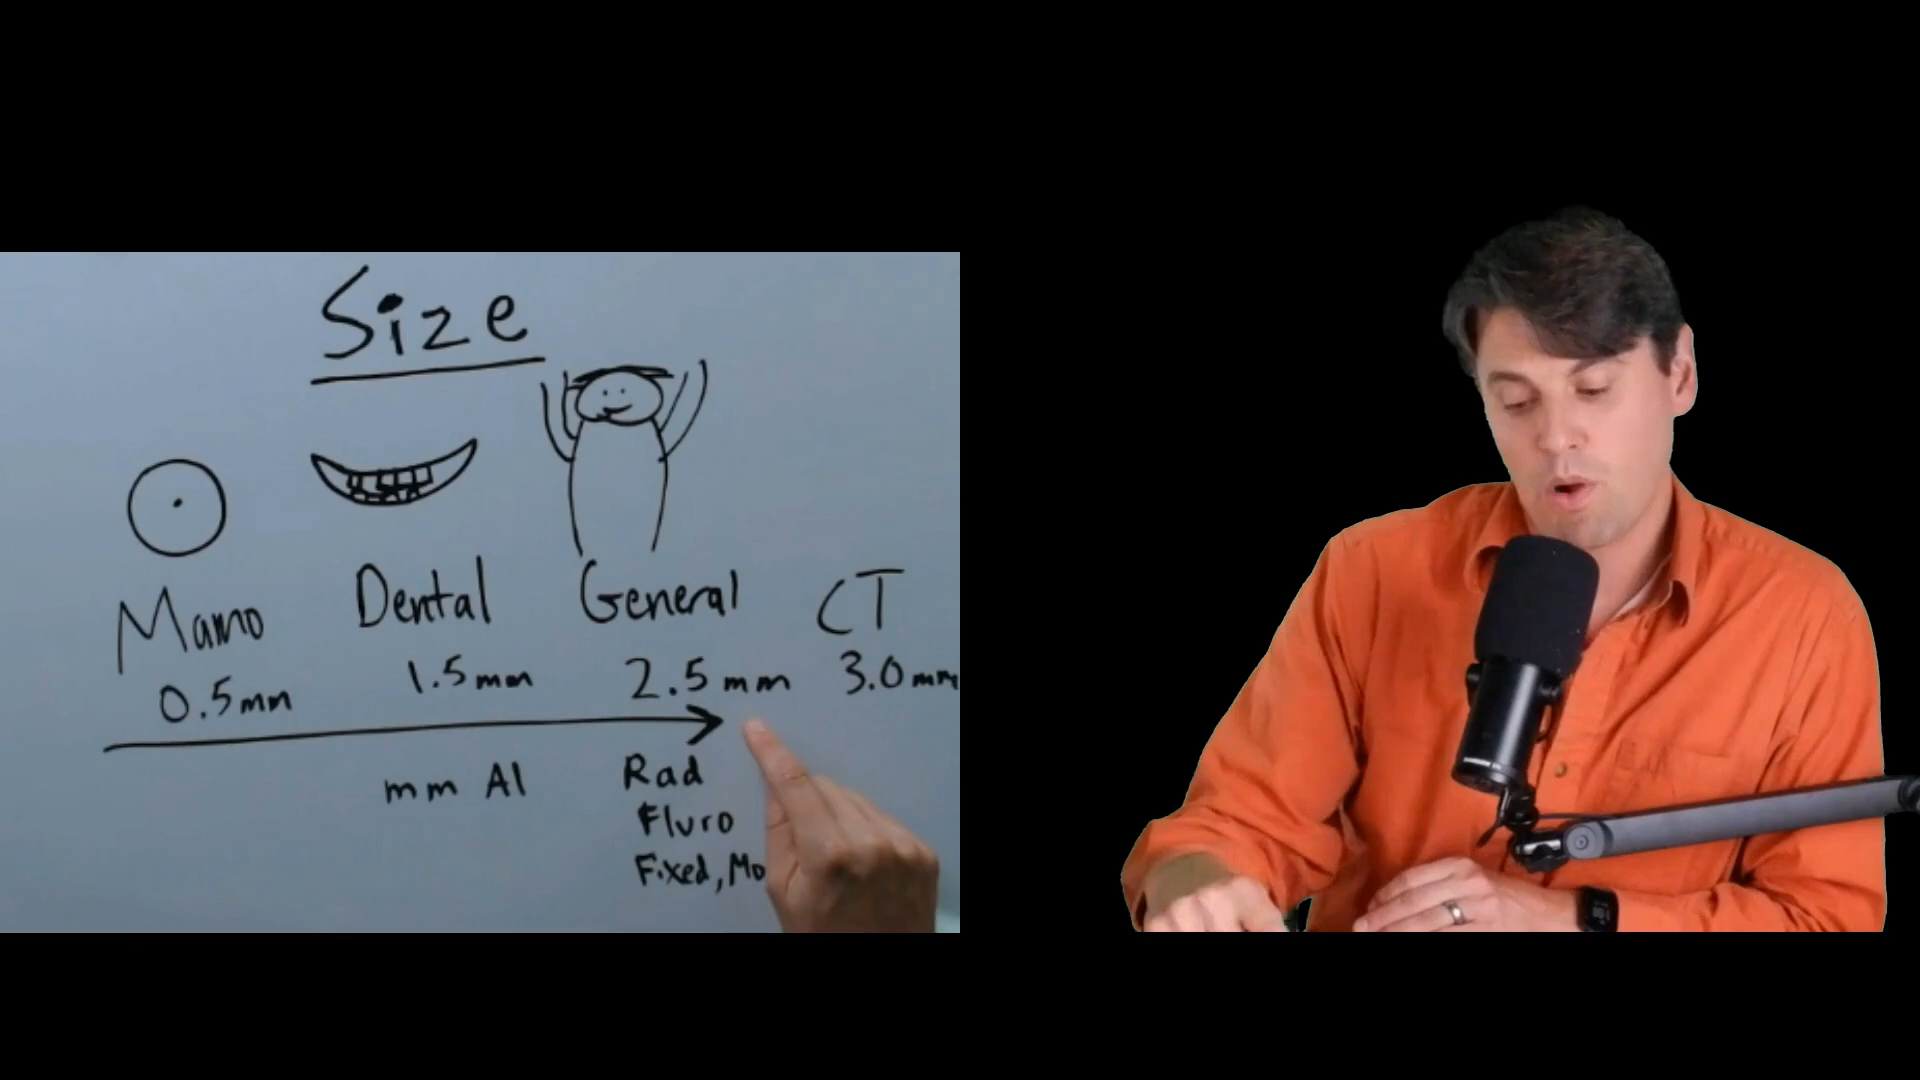 Size
Mamo Dental General CT
0.5mm 1.5mm 2.5mm 3.0mm
mm Al
Rad
Fluro
Fixed, Mo